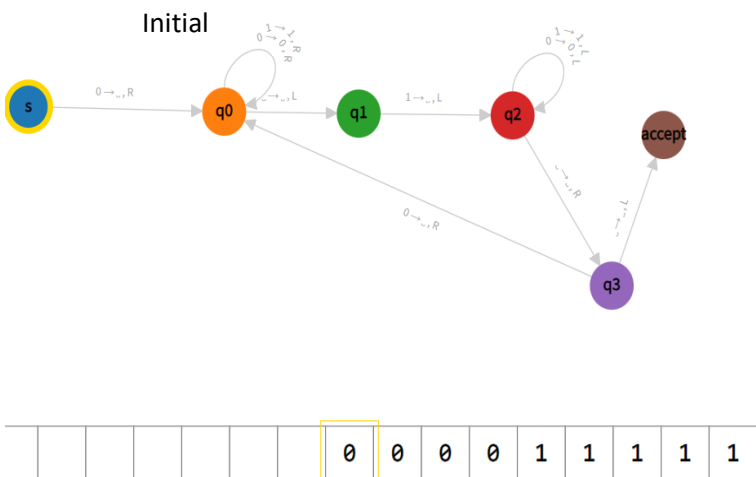 Initial
1→1,R
0→0,R
1→1,L
0→0,L
s
0→_,R
q0
_→_,L
q1
1→_,L
q2
accept
_→_,R
_→_,L
0→_,R
q3
0 0 0 0 1 1 1 1 1